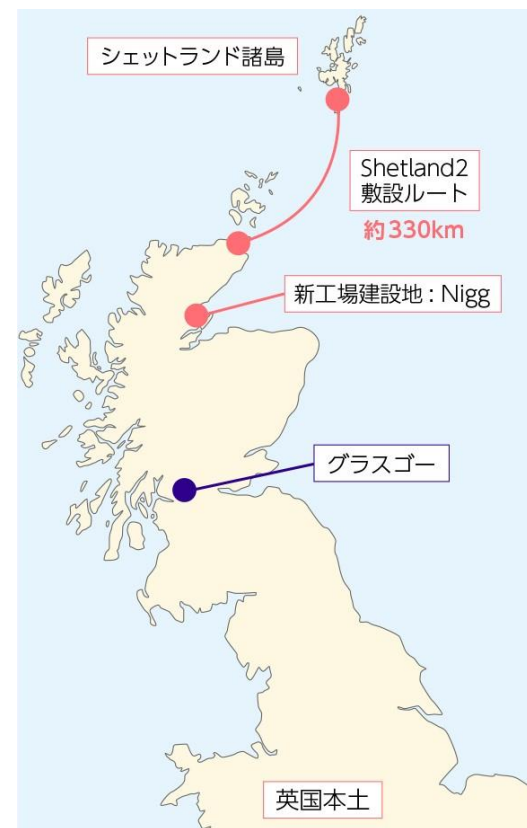 シェットランド諸島
Shetland2
敷設ルート
約330km
新工場建設地：Nigg
グラスゴー
英国本土